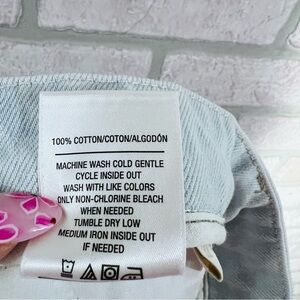 100% COTTON/COTON/ALGODÓN
MACHINE WASH COLD GENTLE
CYCLE INSIDE OUT
WASH WITH LIKE COLORS
ONLY NON-CHLORINE BLEACH
WHEN NEEDED
TUMBLE DRY LOW
MEDIUM IRON INSIDE OUT
IF NEEDED